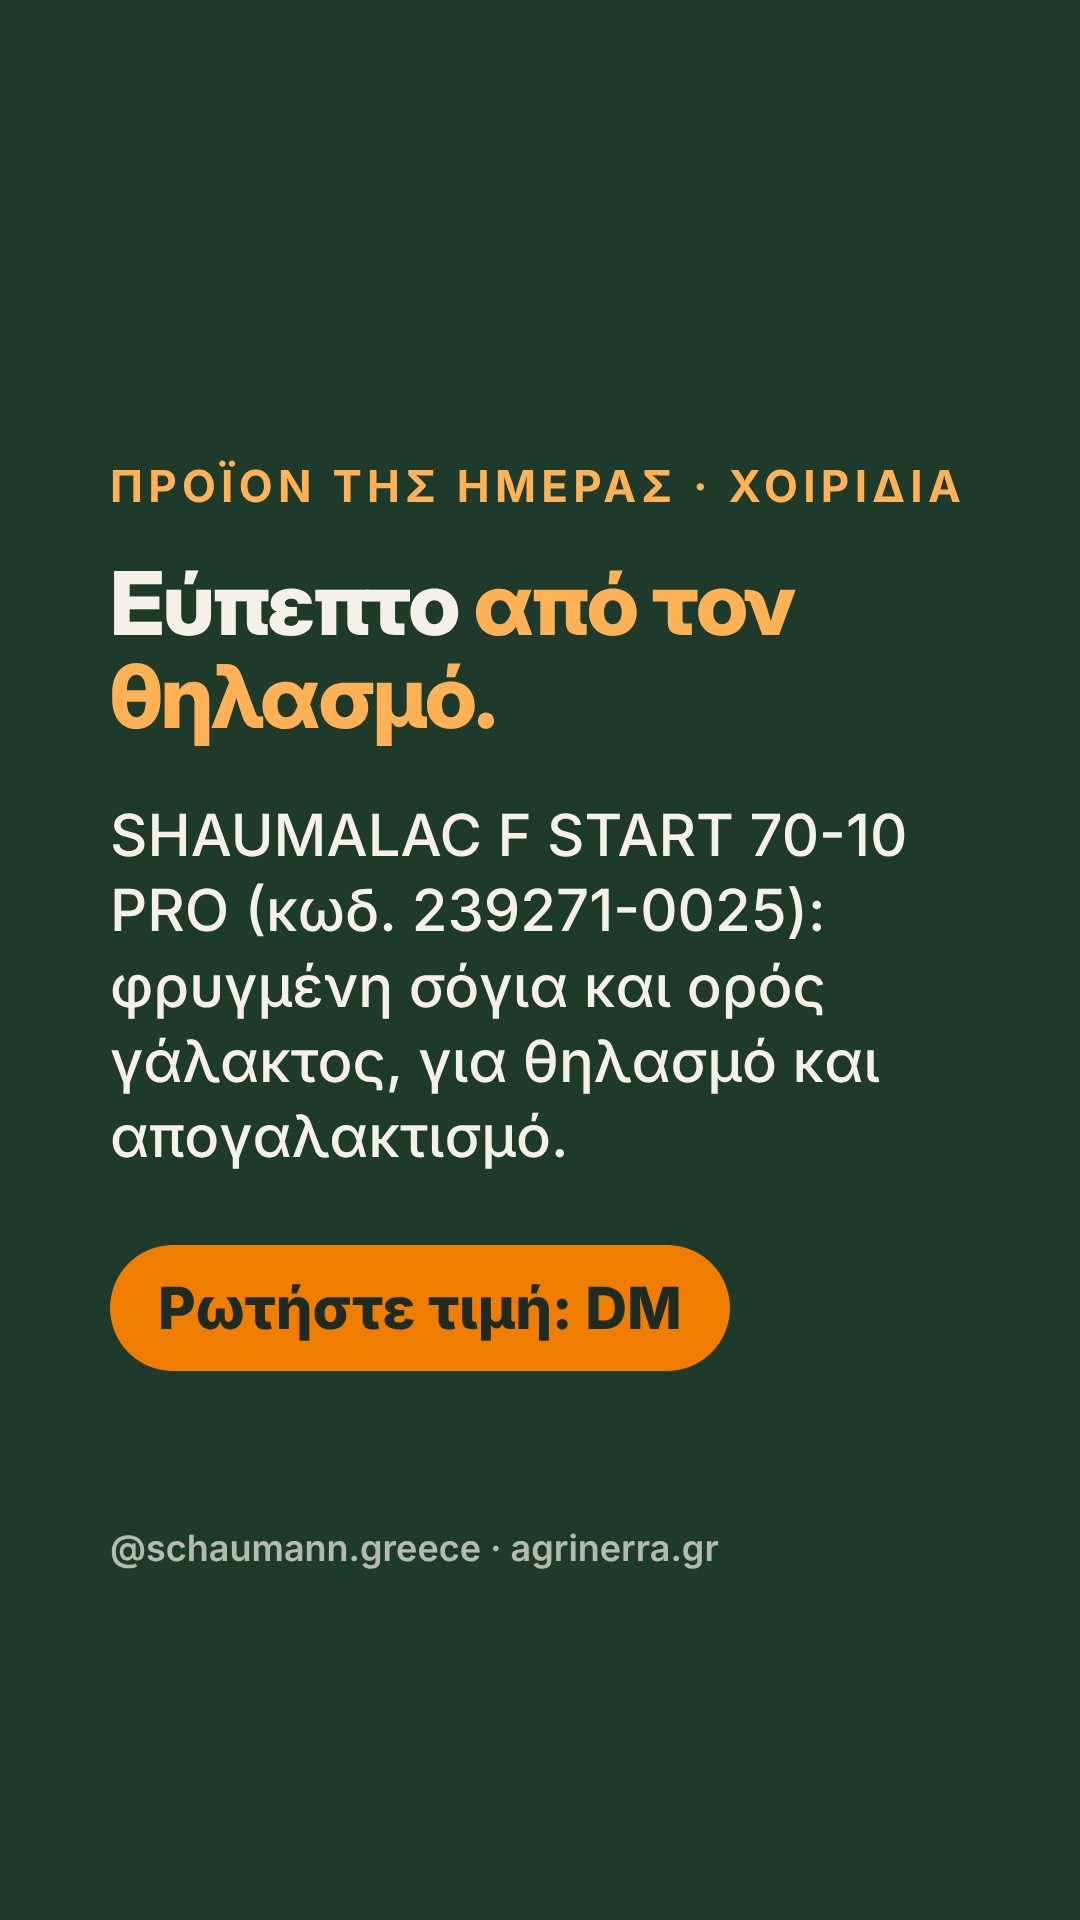 ΠΡΟΪΟΝ ΤΗΣ ΗΜΕΡΑΣ · ΧΟΙΡΙΔΙΑ
Εύπεπτο από τον
θηλασμό.
SHAUMALAC F START 70-10
PRO (κωδ. 239271-0025):
φρυγμένη σόγια και ορός
γάλακτος, για θηλασμό και
απογαλακτισμό.
Ρωτήστε τιμή: DM
@schaumann.greece · agrinerra.gr